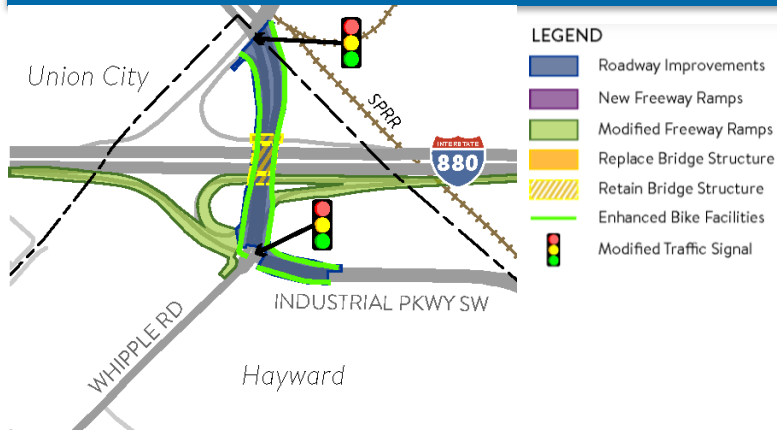 Union City
SPRR
INTERSTATE
880
INDUSTRIAL PKWY SW
WHIPPLE RD
Hayward
LEGEND
Roadway Improvements
New Freeway Ramps
Modified Freeway Ramps
Replace Bridge Structure
Retain Bridge Structure
Enhanced Bike Facilities
Modified Traffic Signal